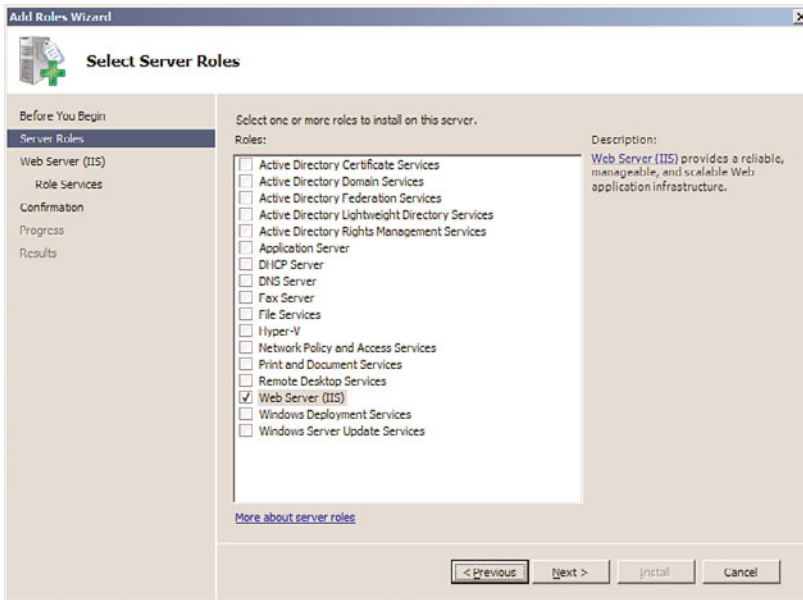 Add Roles Wizard
Select Server Roles
Before You Begin
Server Roles
Web Server (IIS)
Role Services
Confirmation
Progress
Results
Select one or more roles to install on this server.
Roles:
Active Directory Certificate Services
Active Directory Domain Services
Active Directory Federation Services
Active Directory Lightweight Directory Services
Active Directory Rights Management Services
Application Server
DHCP Server
DNS Server
Fax Server
File Services
Hyper-V
Network Policy and Access Services
Print and Document Services
Remote Desktop Services
Web Server (IIS)
Windows Deployment Services
Windows Server Update Services
More about server roles
Description:
Web Server (IIS) provides a reliable,
manageable, and scalable Web
application infrastructure.
< Previous
Next >
Install
Cancel